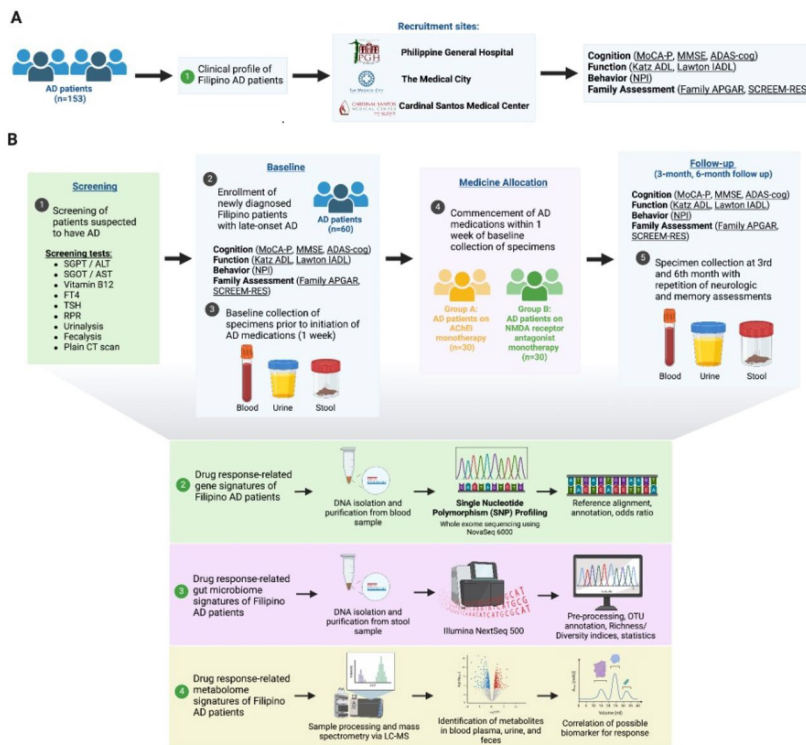 A
AD patients
(n=153)
1
Clinical profile of
Filipino AD patients
Recruitment sites:
PGH
Philippine General Hospital
THE MEDICAL CITY
The Medical City
CARDINAL SANTOS
MEDICAL CENTER
Cardinal Santos Medical Center
Cognition (MoCA-P, MMSE, ADAS-cog)
Function (Katz ADL, Lawton IADL)
Behavior (NPI)
Family Assessment (Family APGAR, SCREEM-RES)
B
Screening
1
Screening of
patients suspected
to have AD
Screening tests:
• SGPT / ALT
• SGOT / AST
• Vitamin B12
• FT4
• TSH
• RPR
• Urinalysis
• Fecalysis
• Plain CT scan
Baseline
2
Enrollment of
newly diagnosed
Filipino patients
with late-onset AD
AD patients
(n=60)
Cognition (MoCA-P, MMSE, ADAS-cog)
Function (Katz ADL, Lawton IADL)
Behavior (NPI)
Family Assessment (Family APGAR,
SCREEM-RES)
3
Baseline collection of
specimens prior to initiation of
AD medications (1 week)
Blood
Urine
Stool
Medicine Allocation
4
Commencement of AD
medications within 1
week of baseline
collection of specimens
Group A:
AD patients on
AChEi
monotherapy
(n=30)
Group B:
AD patients on
NMDA receptor
antagonist
monotherapy
(n=30)
Follow-up
(3-month, 6-month follow up)
Cognition (MoCA-P, MMSE, ADAS-cog)
Function (Katz ADL, Lawton IADL)
Behavior (NPI)
Family Assessment (Family APGAR,
SCREEM-RES)
5
Specimen collection at 3rd
and 6th month with
repetition of neurologic
and memory assessments
Blood
Urine
Stool
2
Drug response-related
gene signatures of
Filipino AD patients
DNA isolation and
purification from blood
sample
Single Nucleotide
Polymorphism (SNP) Profiling
Whole exome sequencing using
NovaSeq 6000
Reference alignment,
annotation, odds ratio
3
Drug response-related
gut microbiome
signatures of Filipino
AD patients
DNA isolation and
purification from stool
sample
Illumina NextSeq 500
Pre-processing, OTU
annotation, Richness/
Diversity indices, statistics
4
Drug response-related
metabolome
signatures of Filipino
AD patients
Sample processing and mass
spectrometry via LC-MS
Identification of metabolites
in blood plasma, urine, and
feces
Volume (ml)
Correlation of possible
biomarker for response